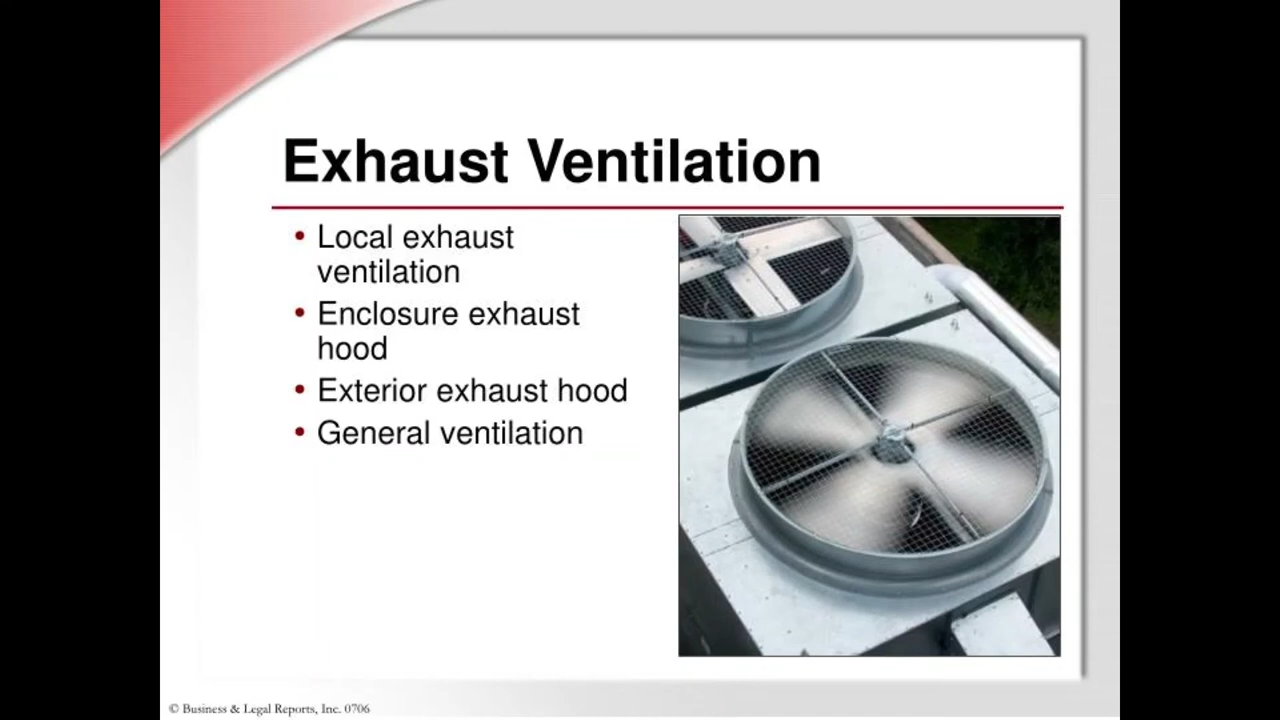 Exhaust Ventilation
• Local exhaust
ventilation
• Enclosure exhaust
hood
• Exterior exhaust hood
• General ventilation
© Business & Legal Reports, Inc. 0706